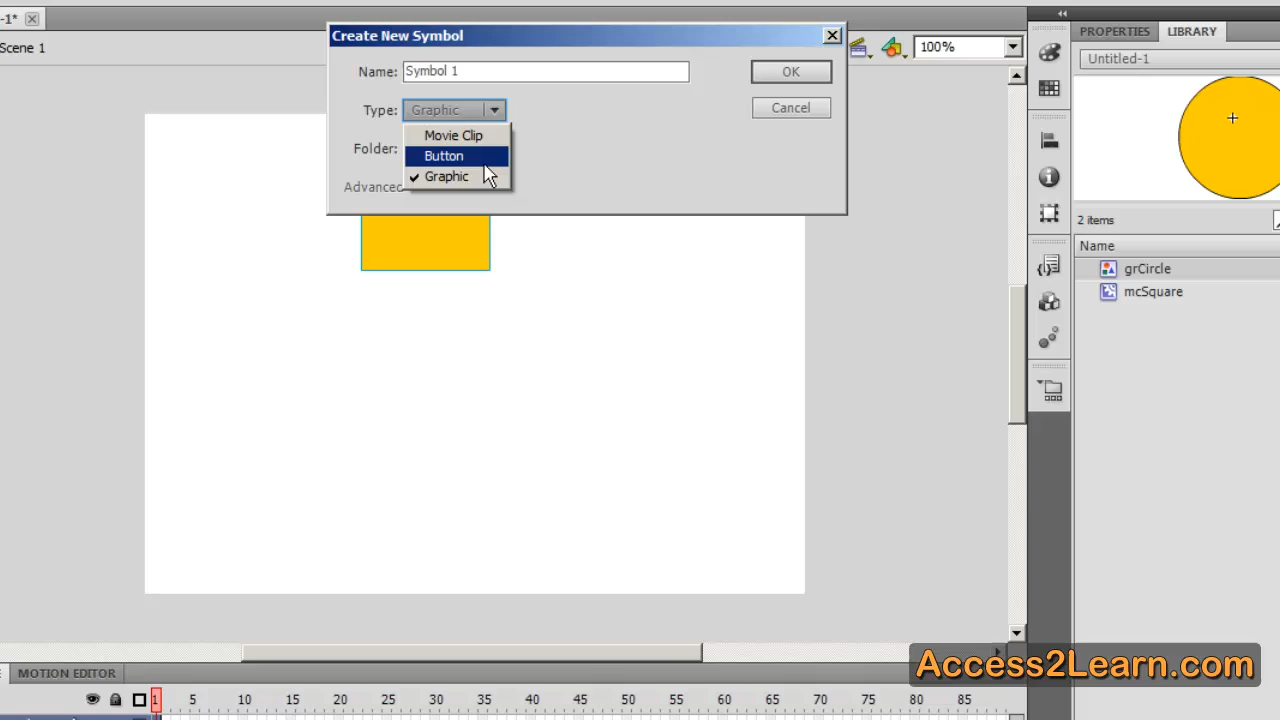 -1*
Create New Symbol
PROPERTIES
LIBRARY
Scene 1
100%
Untitled-1
Name: Symbol 1
OK
Type: Graphic
Cancel
Movie Clip
Folder:
Button
Graphic
Advanced
2 items
Name
grCircle
mcSquare
Access2Learn.com
MOTION EDITOR
1 5 10 15 20 25 30 35 40 45 50 55 60 65 70 75 80 85